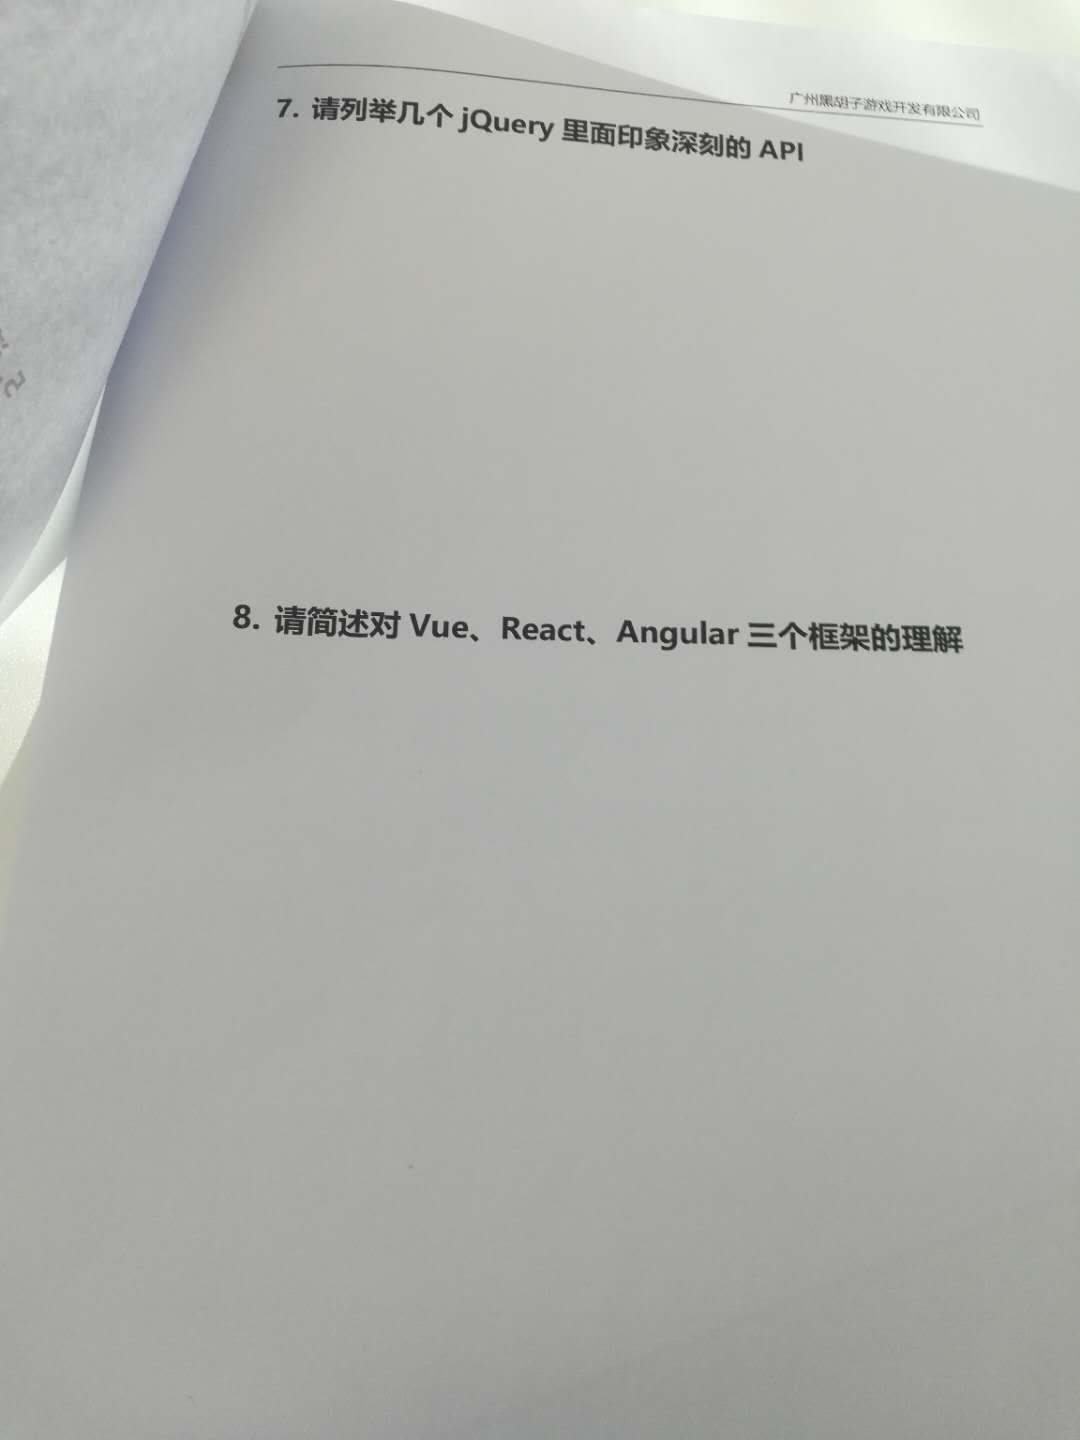 广州黑胡子游戏开发有限公司
7. 请列举几个 jQuery 里面印象深刻的 API
8. 请简述对 Vue、React、Angular 三个框架的理解